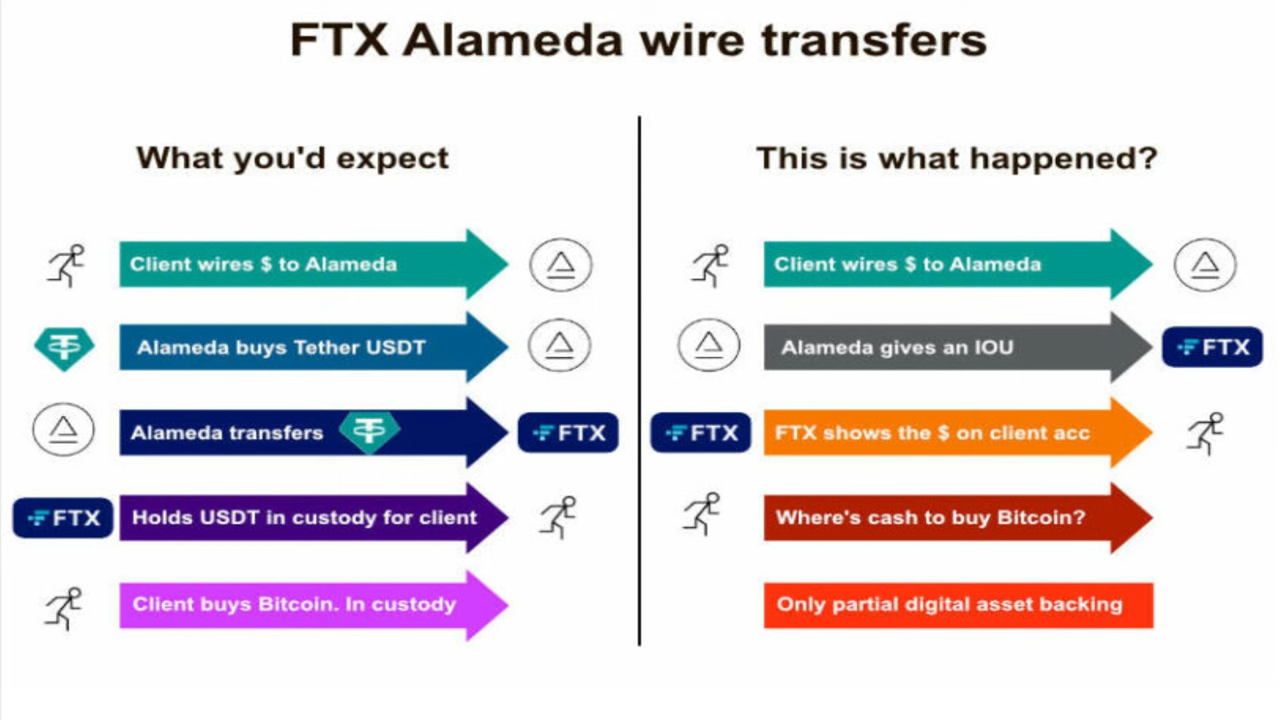 FTX Alameda wire transfers
What you'd expect
Client wires $ to Alameda
Alameda buys Tether USDT
Alameda transfers
FTX
FTX
Holds USDT in custody for client
Client buys Bitcoin. In custody
This is what happened?
Client wires $ to Alameda
Alameda gives an IOU
FTX
FTX
FTX shows the $ on client acc
Where's cash to buy Bitcoin?
Only partial digital asset backing